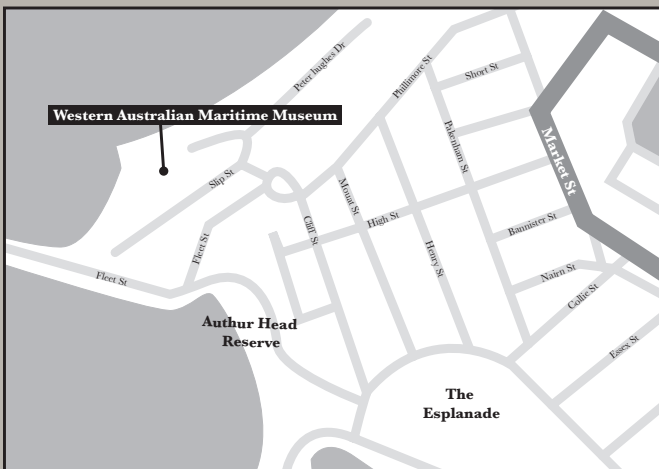 Peter hughes Dr
Phillimore St
Short St
Western Australian Maritime Museum
Pakenham St
Market St
Slip St
Mouat St
High St
Cliff St
Bannister St
Fleet St
Henry St
Fleet St
Nairn St
Collie St
Authur Head
Reserve
Essex St
The
Esplanade